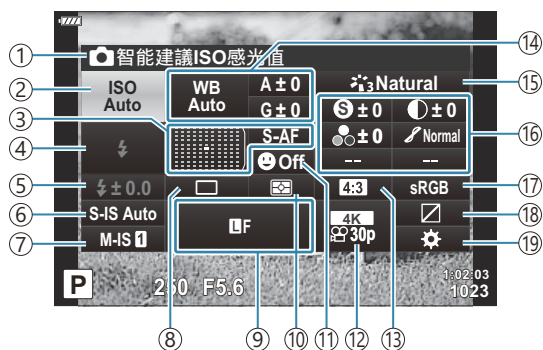 ① 智能建議ISO感光值
② ISO Auto
③
④
⑤ ±0.0
⑥ S-IS Auto
⑦ M-IS 1
WB Auto
A±0
G±0
S-AF
Off
⑭
3 Natural
⑮
S ±0
±0
±0
Normal
--
--
⑯
4:3
sRGB
⑰
LF
4K
30p
⑱
⑲
P
250 F5.6
1:02:03
1023
⑧
⑨
⑩
⑪
⑫
⑬